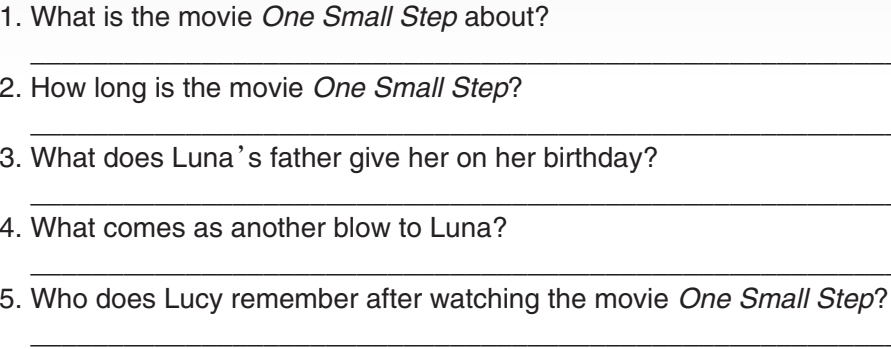 1. What is the movie One Small Step about?
2. How long is the movie One Small Step?
3. What does Luna’s father give her on her birthday?
4. What comes as another blow to Luna?
5. Who does Lucy remember after watching the movie One Small Step?